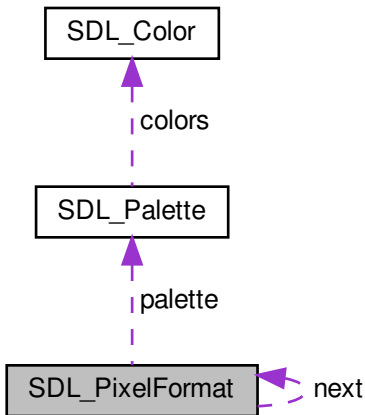 SDL_Color
colors
SDL_Palette
palette
SDL_PixelFormat
next